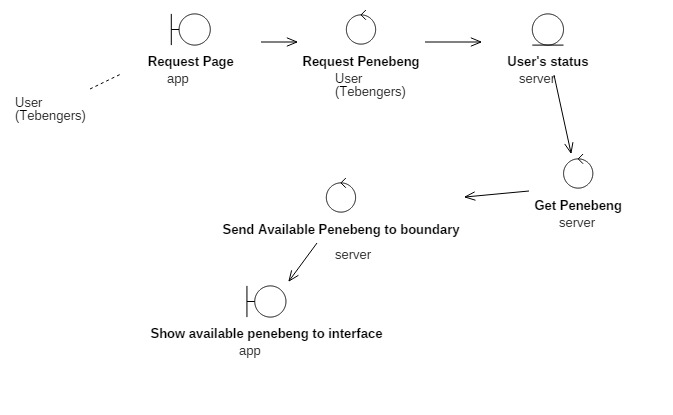 Request Page
app
Request Penebeng
User
(Tebengers)
User's status
server
User
(Tebengers)
Get Penebeng
server
Send Available Penebeng to boundary
server
Show available penebeng to interface
app